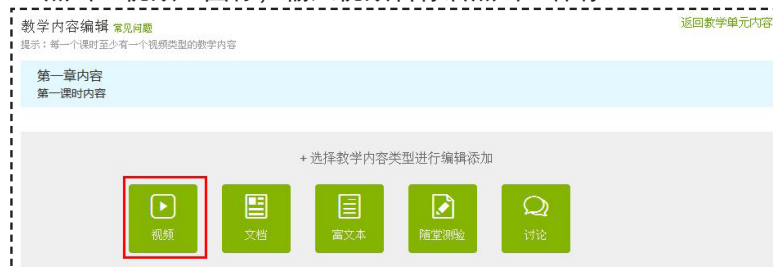 教学内容编辑 常见问题
返回教学单元内容
提示：每一个课时至少有一个视频类型的教学内容
第一章内容
第一课时内容
+ 选择教学内容类型进行编辑添加
视频 文档 富文本 随堂测验 讨论